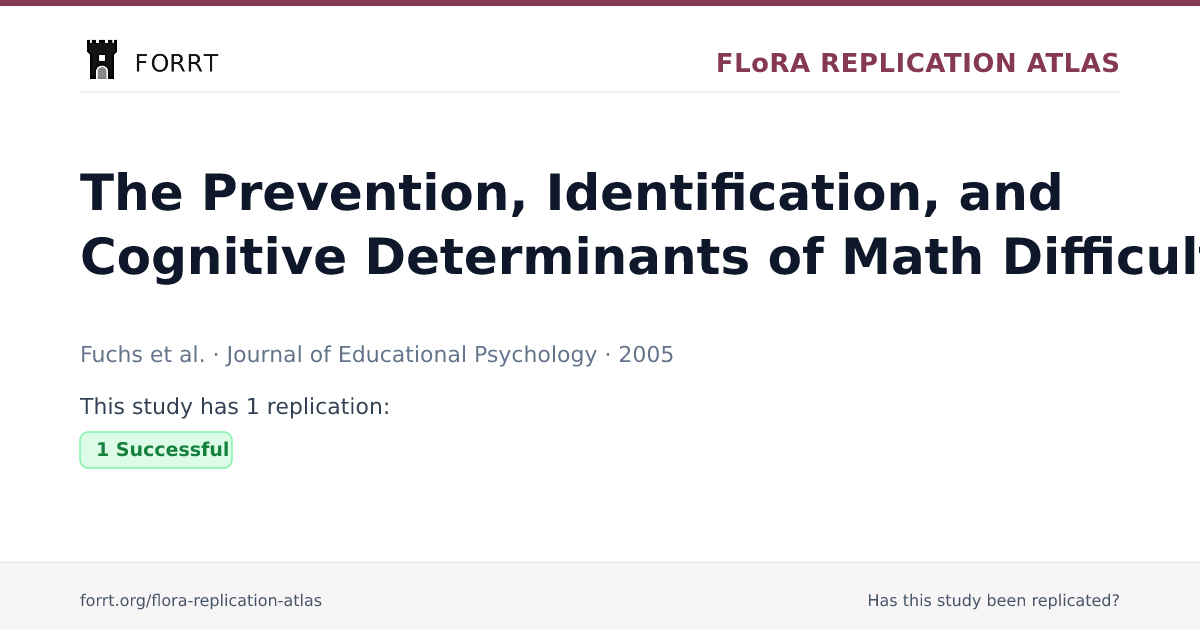 FORRT
FLoRA REPLICATION ATLAS
The Prevention, Identification, and
Cognitive Determinants of Math
Fuchs et al. · Journal of Educational Psychology · 2005
This study has 1 replication:
1 Successful
forrt.org/flora-replication-atlas
Has this study been replicated?